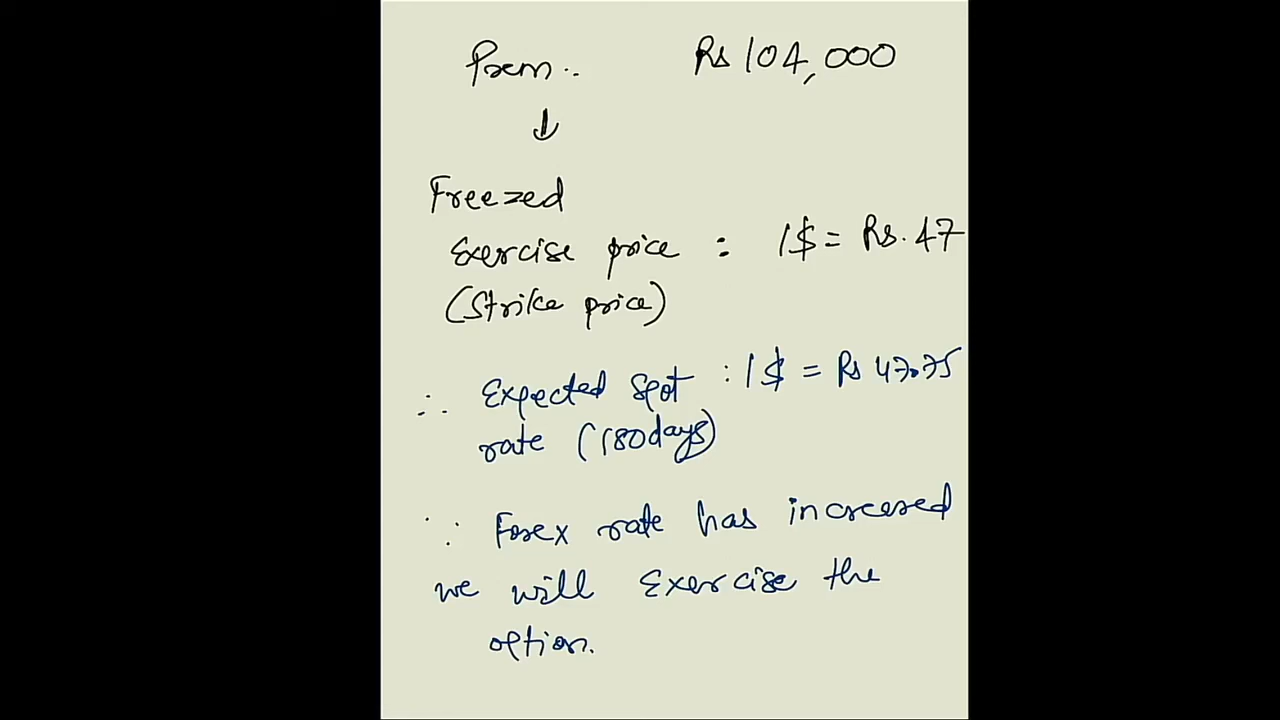 Prem.. Rs 104,000
↓
Freezed
Exercise price : 1$ = Rs. 47
(Strike price)
∴ Expected spot : 1$ = Rs 47.75
rate (180days)
∵ Forex rate has increased
we will Exercise the
option.